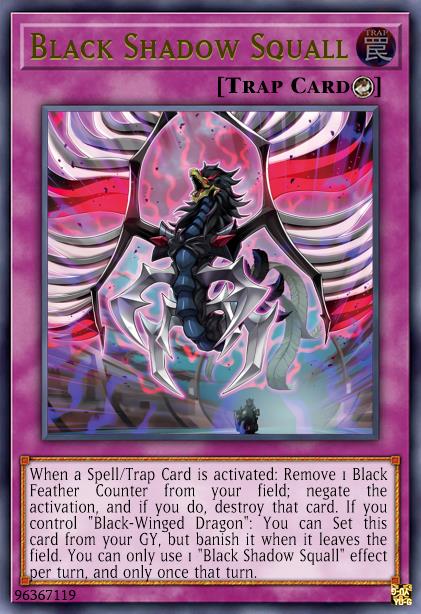 BLACK SHADOW SQUALL
TRAP
罠
[TRAP CARD]
When a Spell/Trap Card is activated: Remove 1 Black
Feather Counter from your field; negate the
activation, and if you do, destroy that card. If you
control "Black-Winged Dragon": You can Set this
card from your GY, but banish it when it leaves the
field. You can only use 1 "Black Shadow Squall" effect
per turn, and only once that turn.
96367119